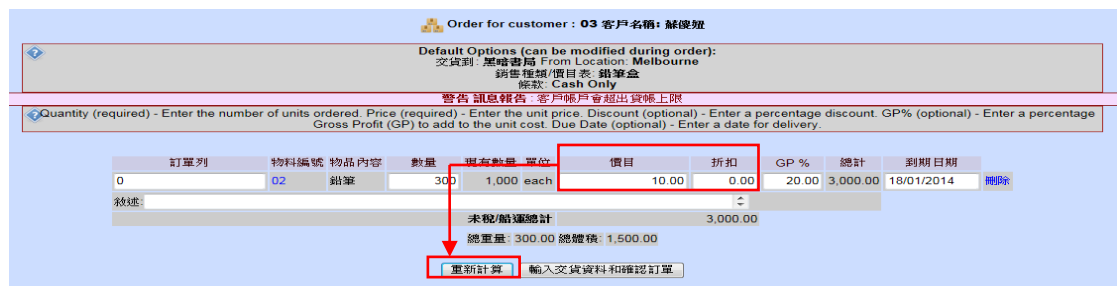 Order for customer : 03 客戶名稱: 蘇俊妞
Default Options (can be modified during order):
交貨到: 黑暗書局 From Location: Melbourne
銷售種類/價目表: 鉛筆盒
條款: Cash Only
警告 訊息報告 : 客戶帳戶會超出貨帳上限
Quantity (required) - Enter the number of units ordered. Price (required) - Enter the unit price. Discount (optional) - Enter a percentage discount. GP% (optional) - Enter a percentage
Gross Profit (GP) to add to the unit cost. Due Date (optional) - Enter a date for delivery.
訂單列 物料編號 物品內容 數量 現有數量 單位 價目 折扣 GP % 總計 到期日期
0 02 鉛筆 300 1,000 each 10.00 0.00 20.00 3,000.00 18/01/2014 刪除
敘述:
未稅/船運總計 3,000.00
總重量: 300.00 總體積: 1,500.00
重新計算 輸入交貨資料和確認訂單